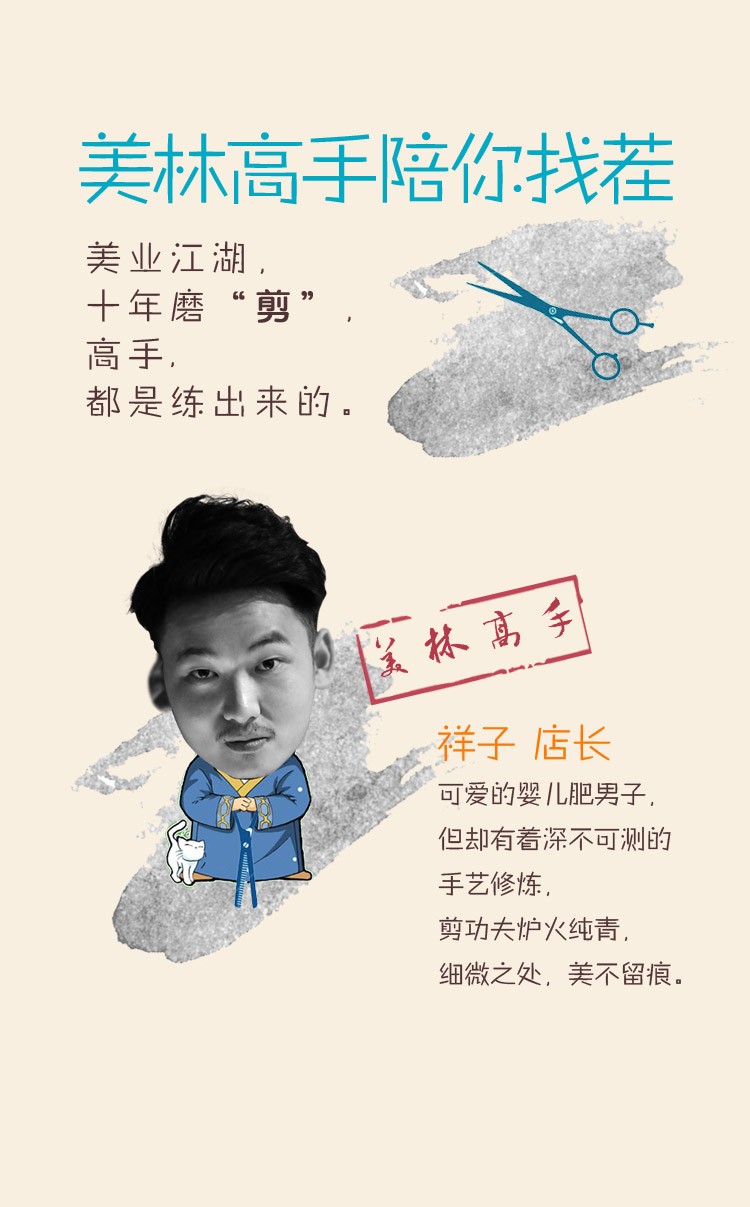 美林高手陪你找茬
美业江湖，
十年磨“剪”，
高手，
都是练出来的。
美林高手
祥子 店长
可爱的婴儿肥男子，
但却有着深不可测的
手艺修炼，
剪功夫炉火纯青，
细微之处，美不留痕。